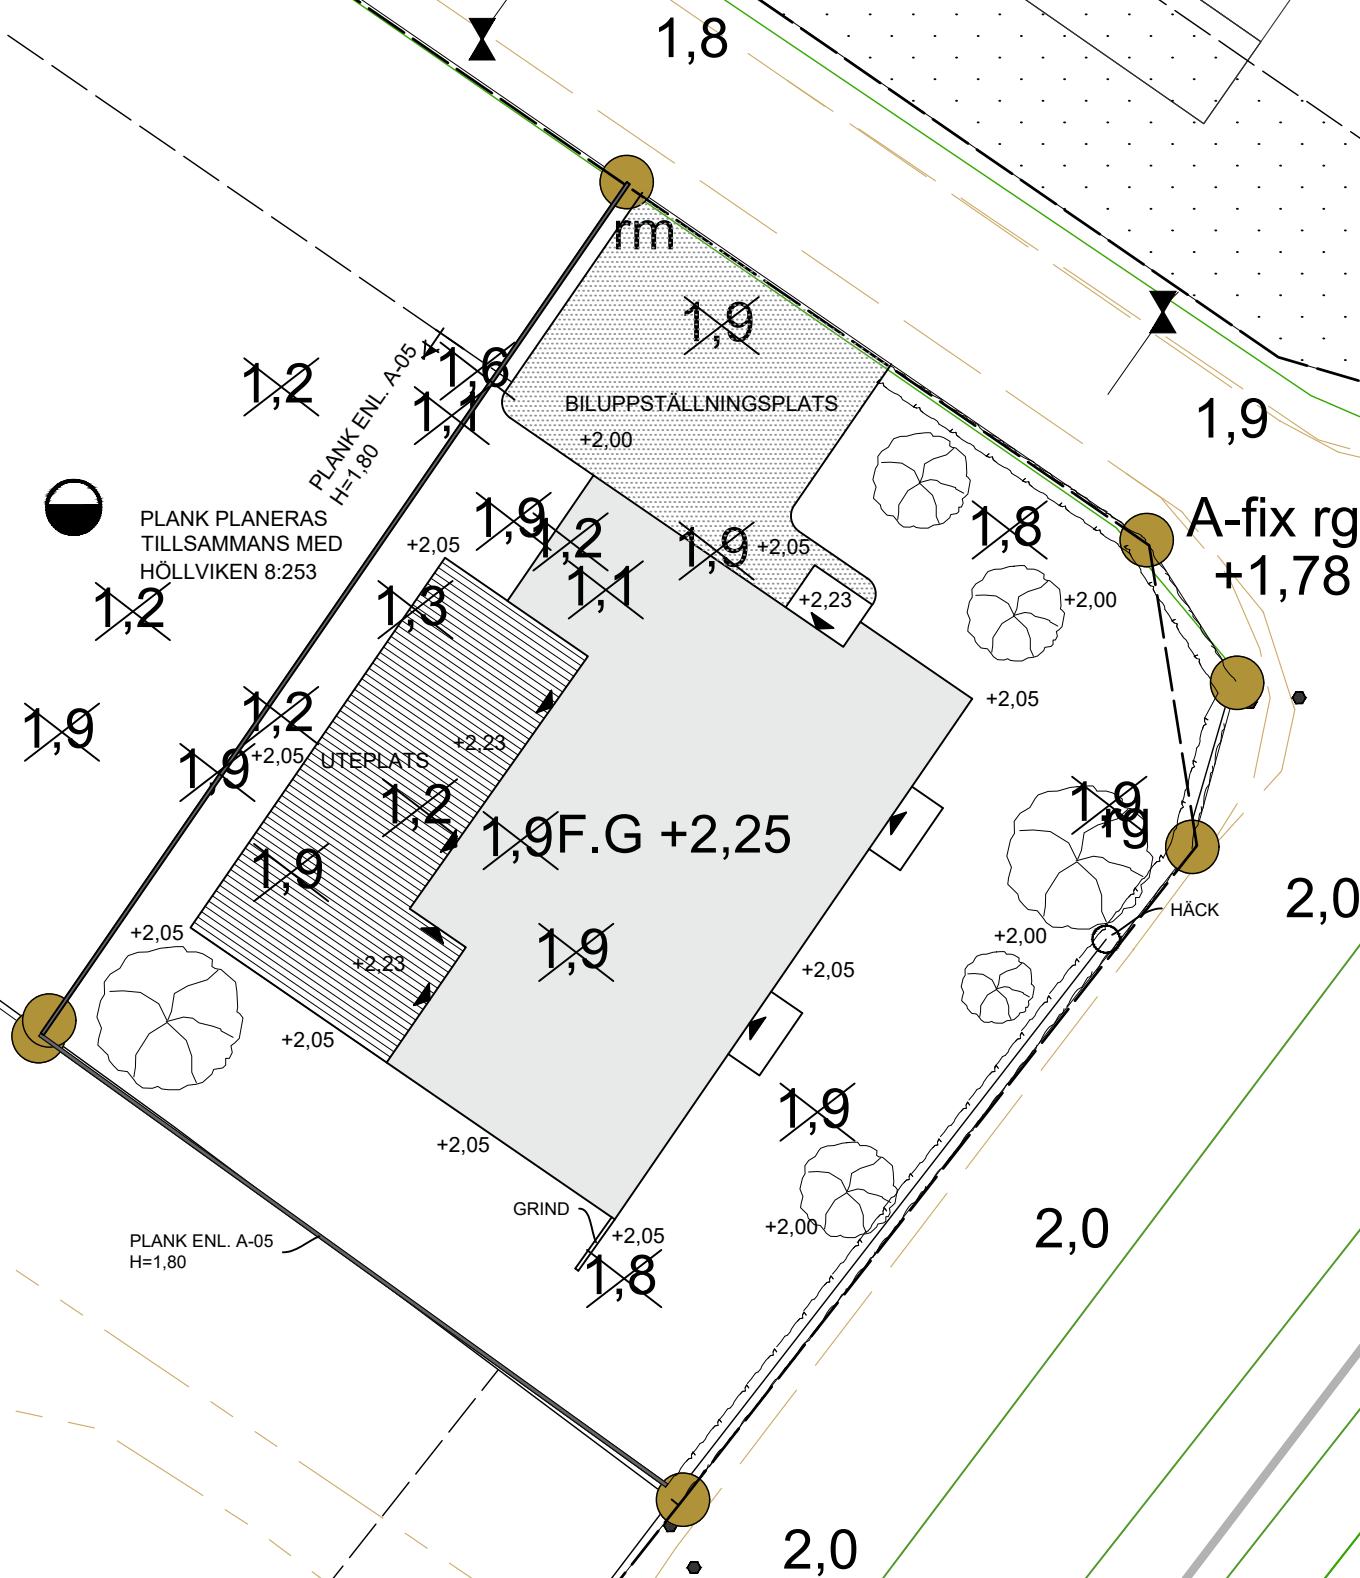 1,8
rm
1,9
1,2
1,6
1,1
PLANK ENL. A-05
H=1,80
BILUPPSTÄLLNINGSPLATS
+2,00
1,9
A-fix rg
+1,78
PLANK PLANERAS
TILLSAMMANS MED
HÖLLVIKEN 8:253
+2,05
1,9
1,2
1,1
1,9
+2,05
1,8
+2,23
+2,00
1,2
1,3
+2,05
1,2
1,9
1,9
+2,05
UTEPLATS
+2,23
1,2
1,9
F.G +2,25
1,9
rg
1,9
2,0
HÄCK
+2,05
+2,23
1,9
+2,00
+2,05
+2,05
+2,05
1,9
GRIND
+2,05
+2,00
2,0
PLANK ENL. A-05
H=1,80
1,8
2,0